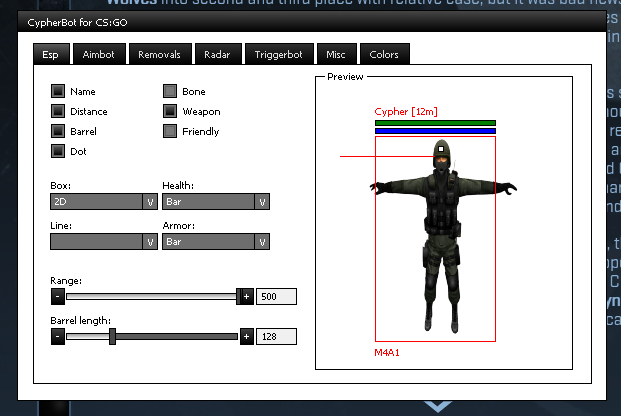 Wolves into second and third place with relative ease, but it was bad news
CypherBot for CS:GO
Esp Aimbot Removals Radar Triggerbot Misc Colors
Name Bone
Distance Weapon
Barrel Friendly
Dot
Box: Health:
2D V Bar V
Line: Armor:
V Bar V
Range:
- + 500
Barrel length:
- + 128
Preview
Cypher [12m]
M4A1